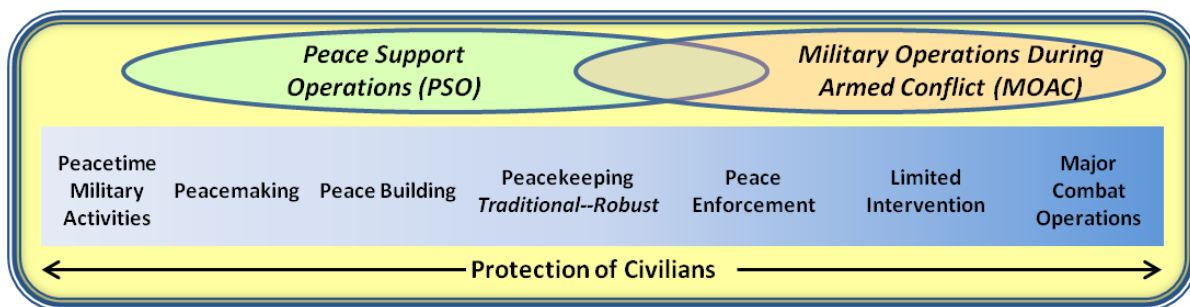 Peace Support
Operations (PSO)
Military Operations During
Armed Conflict (MOAC)
Peacetime
Military
Activities
Peacemaking
Peace Building
Peacekeeping
Traditional--Robust
Peace
Enforcement
Limited
Intervention
Major
Combat
Operations
Protection of Civilians